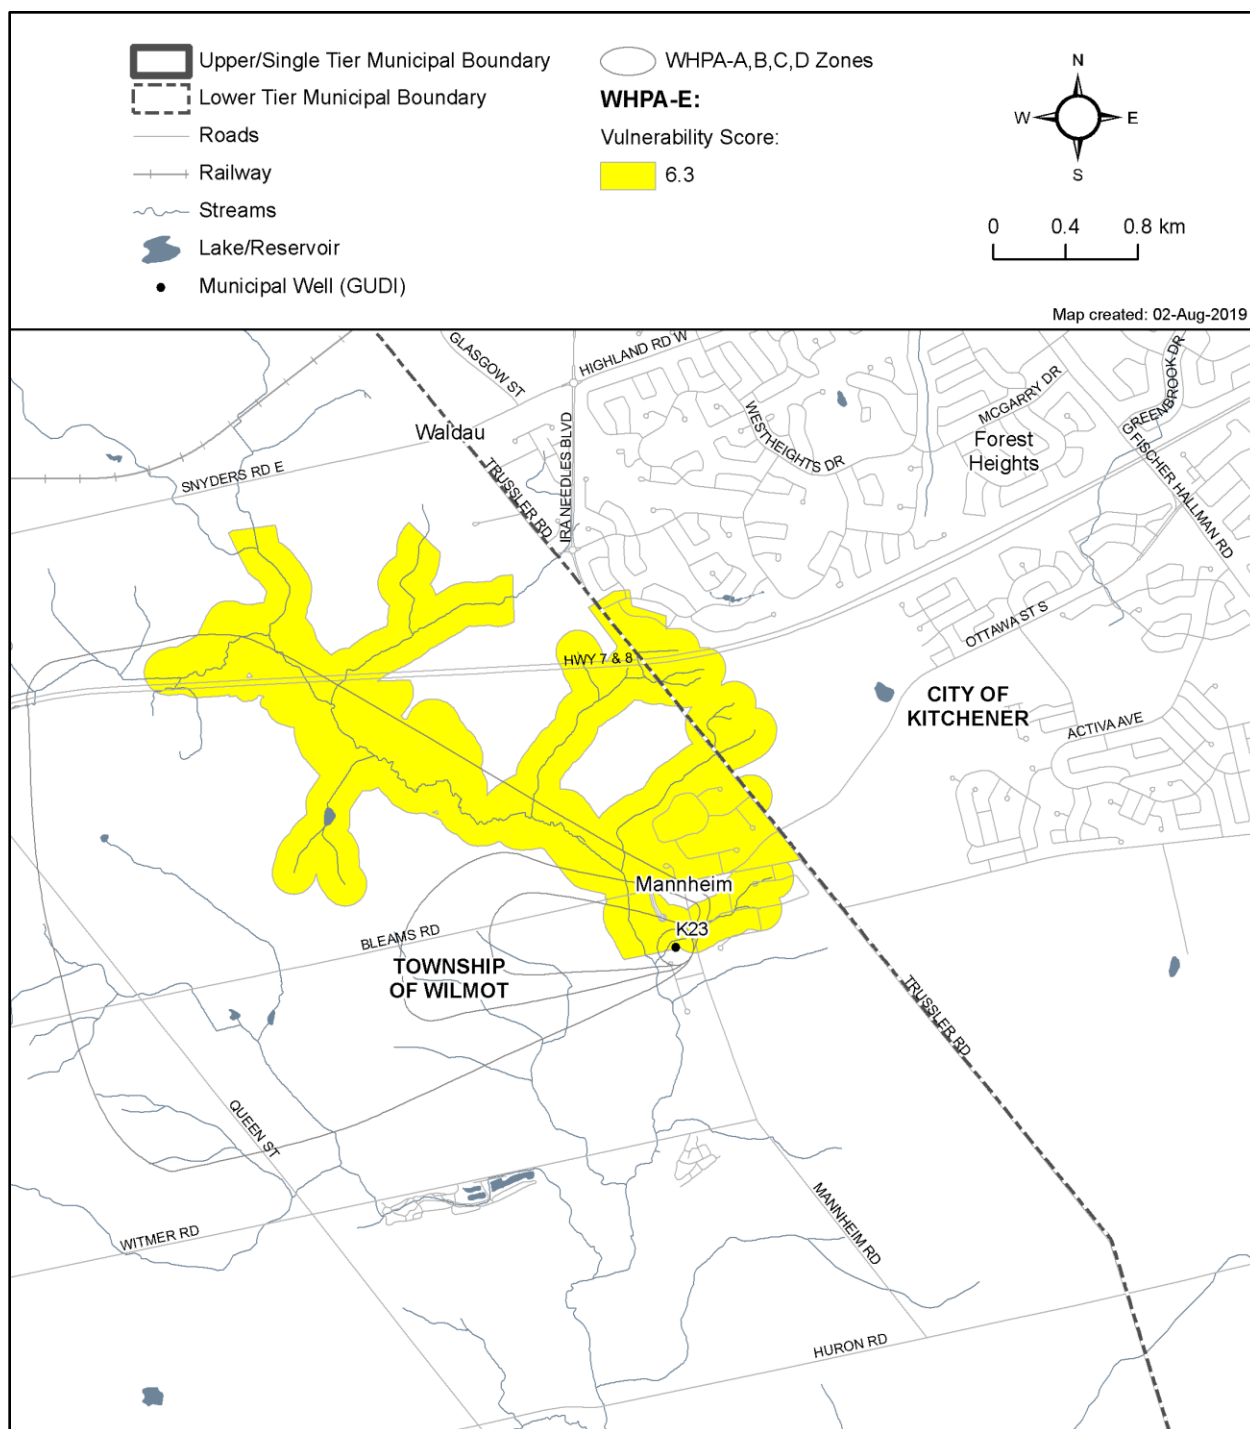 Upper/Single Tier Municipal Boundary
Lower Tier Municipal Boundary
Roads
Railway
Streams
Lake/Reservoir
Municipal Well (GUDI)
WHPA-A,B,C,D Zones
WHPA-E:
Vulnerability Score:
6.3
N
W
E
S
0 0.4 0.8 km
Map created: 02-Aug-2019
GLASGOW ST
HIGHLAND RD W
IRA NEEDLES BLVD
WESTHEIGHTS DR
MCGARRY DR
GREENBROOK DR
FISCHER HALLMAN RD
Forest
Heights
Waldau
SNYDERS RD E
TRUSSLER RD
OTTAWA ST S
HWY 7 & 8
CITY OF
KITCHENER
ACTIVA AVE
Mannheim
K23
BLEAMS RD
TOWNSHIP
OF WILMOT
TRUSSLER RD
QUEEN ST
WITMER RD
MANNHEIM RD
HURON RD